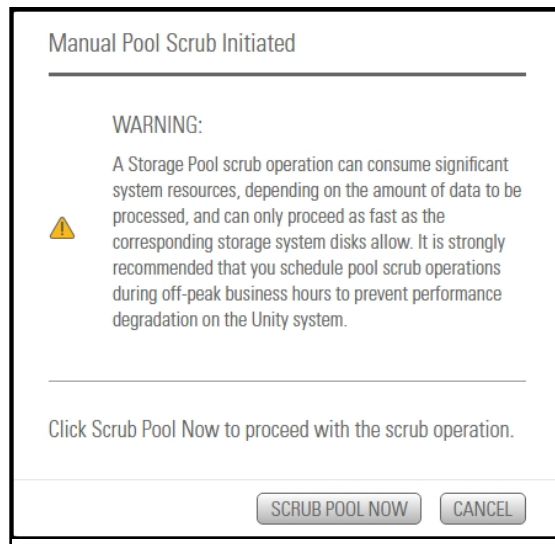 Manual Pool Scrub Initiated
WARNING:
A Storage Pool scrub operation can consume significant
system resources, depending on the amount of data to be
processed, and can only proceed as fast as the
corresponding storage system disks allow. It is strongly
recommended that you schedule pool scrub operations
during off-peak business hours to prevent performance
degradation on the Unity system.
Click Scrub Pool Now to proceed with the scrub operation.
SCRUB POOL NOW CANCEL